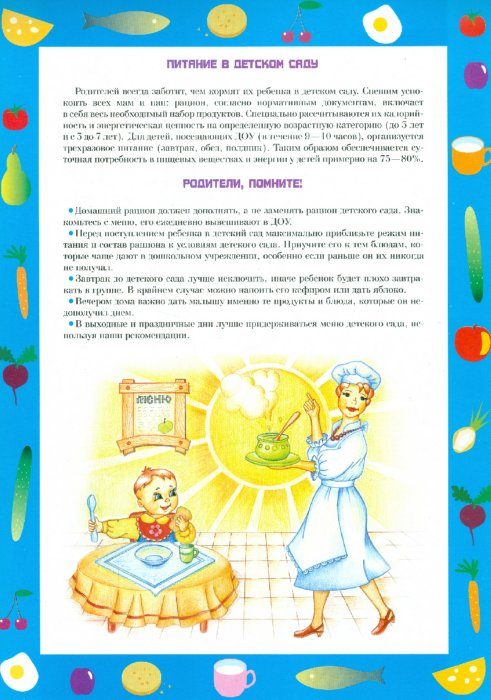 ПИТАНИЕ В ДЕТСКОМ САДУ
Родителей всегда заботит, чем кормят их ребенка в детском саду. Спешим успо-
коить всех мам и пап: рацион, согласно нормативным документам, включает
в себя весь необходимый набор продуктов. Специально рассчитываются их калорий-
ность и энергетическая ценность на определенную возрастную категорию (до 3 лет
и с 3 до 7 лет). Для детей, посещающих ДОУ (в течение 9—10 часов), организуется
трехразовое питание (завтрак, обед, полдник). Таким образом обеспечивается су-
точная потребность в пищевых веществах и энергии у детей примерно на 75—80%.
РОДИТЕЛИ, ПОМНИТЕ!
● Домашний рацион должен дополнять, а не заменять рацион детского сада. Зна-
комьтесь с меню, его ежедневно вывешивают в ДОУ.
● Перед поступлением ребенка в детский сад максимально приблизьте режим пи-
тания и состав рациона к условиям детского сада. Приучите его к тем блюдам, ко-
торые чаще дают в дошкольном учреждении, особенно если раньше он их никогда
не получал.
● Завтрак до детского сада лучше исключить, иначе ребенок будет плохо завтра-
кать в группе. В крайнем случае можно напоить его кефиром или дать яблоко.
● Вечером дома важно дать малышу именно те продукты и блюда, которые он не-
дополучил днем.
● В выходные и праздничные дни лучше придерживаться меню детского сада, ис-
пользуя наши рекомендации.
МЕНЮ